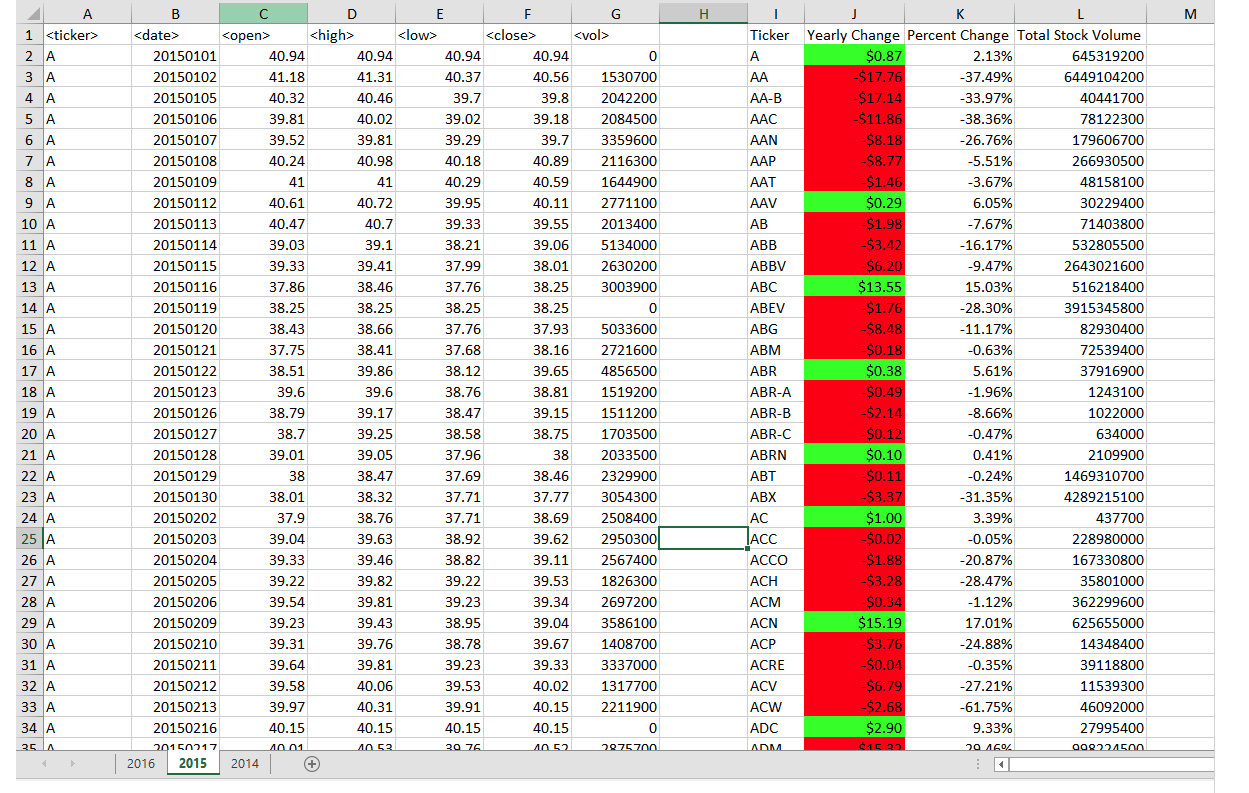 A B C D E F G H I J K L M
1 <ticker> <date> <open> <high> <low> <close> <vol> Ticker Yearly Change Percent Change Total Stock Volume
2 A 20150101 40.94 40.94 40.94 40.94 0 A $0.87 2.13% 645319200
3 A 20150102 41.18 41.31 40.37 40.56 1530700 AA -$17.76 -37.49% 6449104200
4 A 20150105 40.32 40.46 39.7 39.8 2042200 AA-B -$17.14 -33.97% 40441700
5 A 20150106 39.81 40.02 39.02 39.18 2084500 AAC -$11.86 -38.36% 78122300
6 A 20150107 39.52 39.81 39.29 39.7 3359600 AAN -$8.18 -26.76% 179606700
7 A 20150108 40.24 40.98 40.18 40.89 2116300 AAP -$8.77 -5.51% 266930500
8 A 20150109 41 41 40.29 40.59 1644900 AAT -$1.46 -3.67% 48158100
9 A 20150112 40.61 40.72 39.95 40.11 2771100 AAV $0.29 6.05% 30229400
10 A 20150113 40.47 40.7 39.33 39.55 2013400 AB -$1.98 -7.67% 71403800
11 A 20150114 39.03 39.1 38.21 39.06 5134000 ABB -$3.42 -16.17% 532805500
12 A 20150115 39.33 39.41 37.99 38.01 2630200 ABBV -$6.20 -9.47% 2643021600
13 A 20150116 37.86 38.46 37.76 38.25 3003900 ABC $13.55 15.03% 516218400
14 A 20150119 38.25 38.25 38.25 38.25 0 ABEV -$1.76 -28.30% 3915345800
15 A 20150120 38.43 38.66 37.76 37.93 5033600 ABG -$8.48 -11.17% 82930400
16 A 20150121 37.75 38.41 37.68 38.16 2721600 ABM -$0.18 -0.63% 72539400
17 A 20150122 38.51 39.86 38.12 39.65 4856500 ABR $0.38 5.61% 37916900
18 A 20150123 39.6 39.6 38.76 38.81 1519200 ABR-A -$0.49 -1.96% 1243100
19 A 20150126 38.79 39.17 38.47 39.15 1511200 ABR-B -$2.14 -8.66% 1022000
20 A 20150127 38.7 39.25 38.58 38.75 1703500 ABR-C -$0.12 -0.47% 634000
21 A 20150128 39.01 39.05 37.96 38 2033500 ABRN $0.10 0.41% 2109900
22 A 20150129 38 38.47 37.69 38.46 2329900 ABT -$0.11 -0.24% 1469310700
23 A 20150130 38.01 38.32 37.71 37.77 3054300 ABX -$3.37 -31.35% 4289215100
24 A 20150202 37.9 38.76 37.71 38.69 2508400 AC $1.00 3.39% 437700
25 A 20150203 39.04 39.63 38.92 39.62 2950300 ACC -$0.02 -0.05% 228980000
26 A 20150204 39.33 39.46 38.82 39.11 2567400 ACCO -$1.88 -20.87% 167330800
27 A 20150205 39.22 39.82 39.22 39.53 1826300 ACH -$3.28 -28.47% 35801000
28 A 20150206 39.54 39.81 39.23 39.34 2697200 ACM -$0.34 -1.12% 362299600
29 A 20150209 39.23 39.43 38.95 39.04 3586100 ACN $15.19 17.01% 625655000
30 A 20150210 39.31 39.76 38.78 39.67 1408700 ACP -$3.76 -24.88% 14348400
31 A 20150211 39.64 39.81 39.23 39.33 3337000 ACRE -$0.04 -0.35% 39118800
32 A 20150212 39.58 40.06 39.53 40.02 1317700 ACV -$6.79 -27.21% 11539300
33 A 20150213 39.97 40.31 39.91 40.15 2211900 ACW -$2.68 -61.75% 46092000
34 A 20150216 40.15 40.15 40.15 40.15 0 ADC $2.90 9.33% 27995400
35 A 20150217 40.01 40.53 39.76 40.52 2875700 ADM -$15.32 -29.46% 998224500
2016 2015 2014